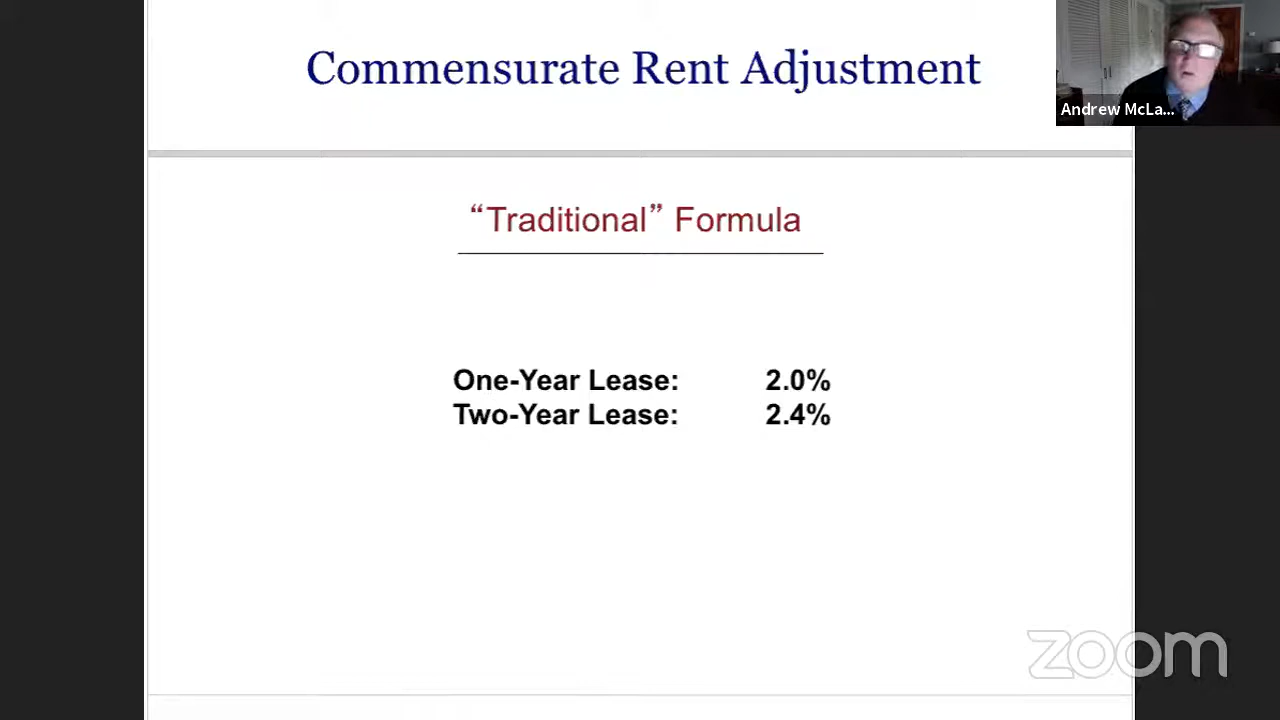 Commensurate Rent Adjustment
Andrew McLa...
“Traditional” Formula
One-Year Lease: 2.0%
Two-Year Lease: 2.4%
zoom